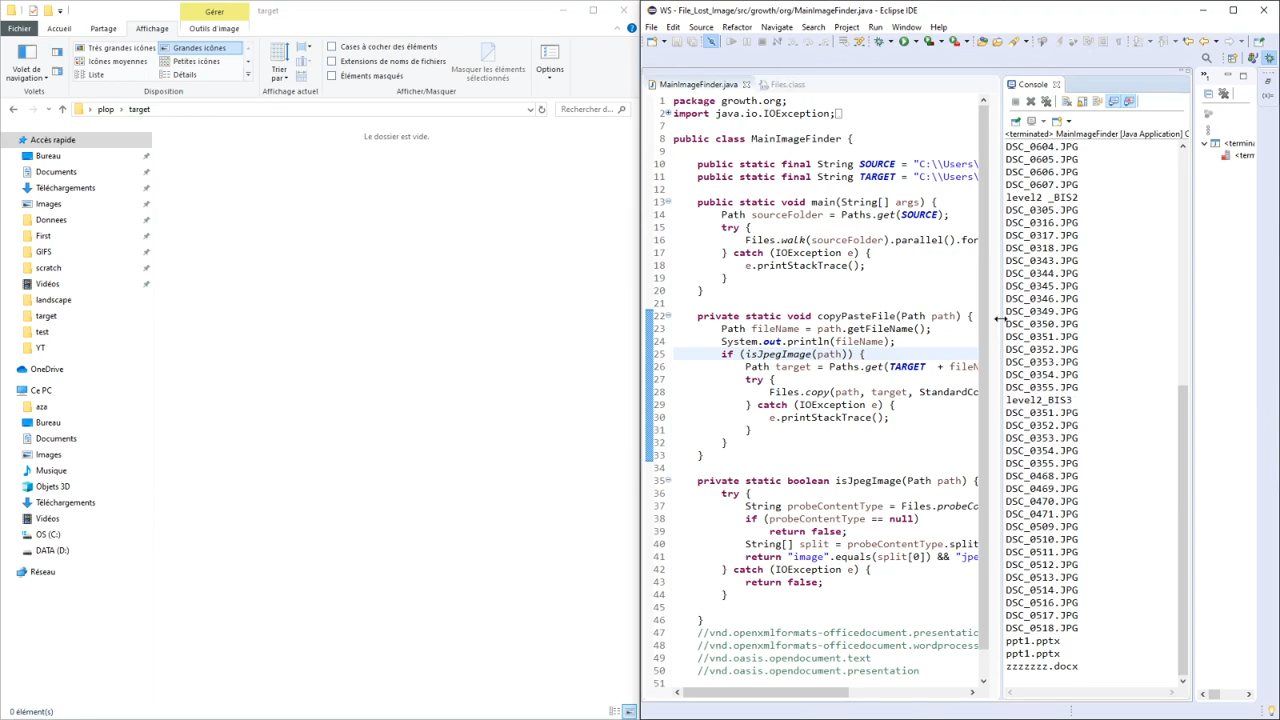 Gérer
target
Fichier
Accueil
Partage
Affichage
Outils d'image
Volet de navigation
Très grandes icônes
Grandes icônes
Icônes moyennes
Petites icônes
Liste
Détails
Trier par
Cases à cocher des éléments
Extensions de noms de fichiers
Éléments masqués
Masquer les éléments sélectionnés
Options
Volets
Disposition
Affichage actuel
Afficher/Masquer
plop > target
Rechercher d...
Le dossier est vide.
Accès rapide
Bureau
Documents
Téléchargements
Images
Donnees
First
GIFS
scratch
Vidéos
landscape
target
test
YT
OneDrive
Ce PC
aza
Bureau
Documents
Images
Musique
Objets 3D
Téléchargements
Vidéos
OS (C:)
DATA (D:)
Réseau
0 élément(s)
WS - File_Lost_Image/src/growth/org/MainImageFinder.java - Eclipse IDE
File Edit Source Refactor Navigate Search Project Run Window Help
MainImageFinder.java
Files.class
1 package growth.org;
2 import java.io.IOException;
7
8 public class MainImageFinder {
9
10 public static final String SOURCE = "C:\\Users\
11 public static final String TARGET = "C:\\Users\
12
13 public static void main(String[] args) {
14 Path sourceFolder = Paths.get(SOURCE);
15 try {
16 Files.walk(sourceFolder).parallel().for
17 } catch (IOException e) {
18 e.printStackTrace();
19 }
20 }
21
22 private static void copyPasteFile(Path path) {
23 Path fileName = path.getFileName();
24 System.out.println(fileName);
25 if (isJpegImage(path)) {
26 Path target = Paths.get(TARGET + fileN
27 try {
28 Files.copy(path, target, StandardCo
29 } catch (IOException e) {
30 e.printStackTrace();
31 }
32 }
33 }
34
35 private static boolean isJpegImage(Path path) {
36 try {
37 String probeContentType = Files.probeCo
38 if (probeContentType == null)
39 return false;
40 String[] split = probeContentType.split
41 return "image".equals(split[0]) && "jpe
42 } catch (IOException e) {
43 return false;
44 }
45
46 }
47 //vnd.openxmlformats-officedocument.presentatic
48 //vnd.openxmlformats-officedocument.wordprocess
49 //vnd.oasis.opendocument.text
50 //vnd.oasis.opendocument.presentation
51
Console
<terminated> MainImageFinder [Java Application] C
DSC_0604.JPG
DSC_0605.JPG
DSC_0606.JPG
DSC_0607.JPG
level2 _BIS2
DSC_0305.JPG
DSC_0316.JPG
DSC_0317.JPG
DSC_0318.JPG
DSC_0343.JPG
DSC_0344.JPG
DSC_0345.JPG
DSC_0346.JPG
DSC_0349.JPG
DSC_0350.JPG
DSC_0351.JPG
DSC_0352.JPG
DSC_0353.JPG
DSC_0354.JPG
DSC_0355.JPG
level2_BIS3
DSC_0351.JPG
DSC_0352.JPG
DSC_0353.JPG
DSC_0354.JPG
DSC_0355.JPG
DSC_0468.JPG
DSC_0469.JPG
DSC_0470.JPG
DSC_0471.JPG
DSC_0509.JPG
DSC_0510.JPG
DSC_0511.JPG
DSC_0512.JPG
DSC_0513.JPG
DSC_0514.JPG
DSC_0516.JPG
DSC_0517.JPG
DSC_0518.JPG
ppt1.pptx
ppt1.pptx
zzzzzzz.docx
<termina
<term